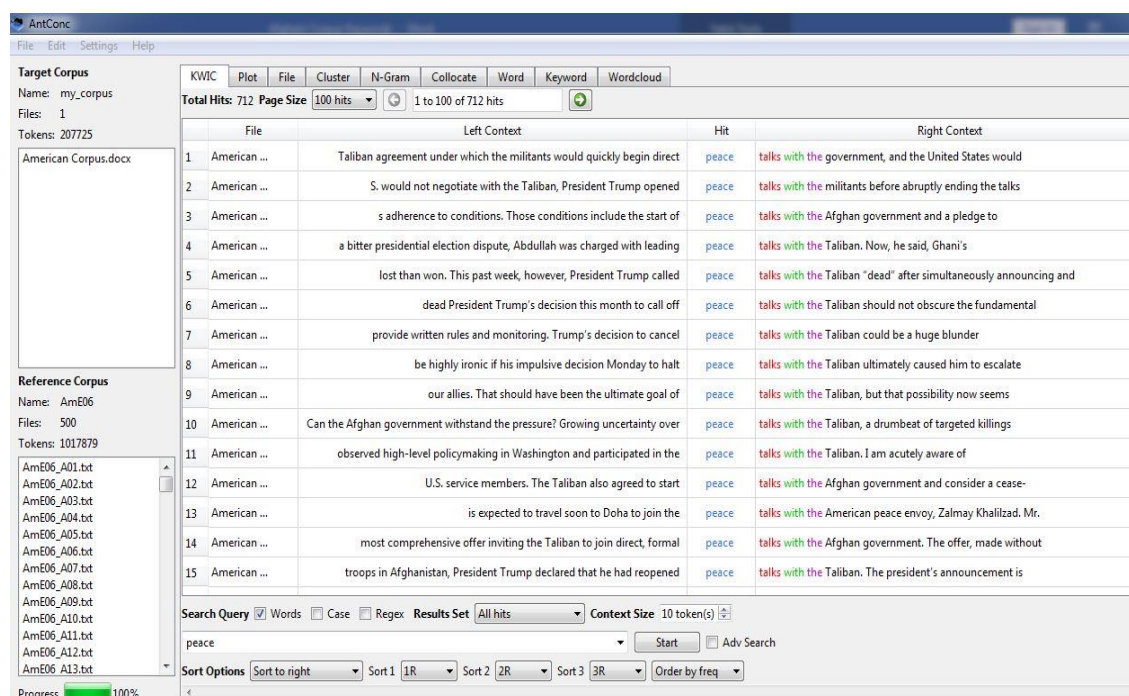 AntConc
File Edit Settings Help
Target Corpus
Name: my_corpus
Files: 1
Tokens: 207725
American Corpus.docx
Reference Corpus
Name: AmE06
Files: 500
Tokens: 1017879
AmE06_A01.txt
AmE06_A02.txt
AmE06_A03.txt
AmE06_A04.txt
AmE06_A05.txt
AmE06_A06.txt
AmE06_A07.txt
AmE06_A08.txt
AmE06_A09.txt
AmE06_A10.txt
AmE06_A11.txt
AmE06_A12.txt
AmE06_A13.txt
Progress 100%
KWIC Plot File Cluster N-Gram Collocate Word Keyword Wordcloud
Total Hits: 712 Page Size 100 hits 1 to 100 of 712 hits
File Left Context Hit Right Context
1 American ... Taliban agreement under which the militants would quickly begin direct peace talks with the government, and the United States would
2 American ... S. would not negotiate with the Taliban, President Trump opened peace talks with the militants before abruptly ending the talks
3 American ... s adherence to conditions. Those conditions include the start of peace talks with the Afghan government and a pledge to
4 American ... a bitter presidential election dispute, Abdullah was charged with leading peace talks with the Taliban. Now, he said, Ghani's
5 American ... lost than won. This past week, however, President Trump called peace talks with the Taliban “dead” after simultaneously announcing and
6 American ... dead President Trump's decision this month to call off peace talks with the Taliban should not obscure the fundamental
7 American ... provide written rules and monitoring. Trump's decision to cancel peace talks with the Taliban could be a huge blunder
8 American ... be highly ironic if his impulsive decision Monday to halt peace talks with the Taliban ultimately caused him to escalate
9 American ... our allies. That should have been the ultimate goal of peace talks with the Taliban, but that possibility now seems
10 American ... Can the Afghan government withstand the pressure? Growing uncertainty over peace talks with the Taliban, a drumbeat of targeted killings
11 American ... observed high-level policymaking in Washington and participated in the peace talks with the Taliban. I am acutely aware of
12 American ... U.S. service members. The Taliban also agreed to start peace talks with the Afghan government and consider a cease-
13 American ... is expected to travel soon to Doha to join the peace talks with the American peace envoy, Zalmay Khalilzad. Mr.
14 American ... most comprehensive offer inviting the Taliban to join direct, formal peace talks with the Afghan government. The offer, made without
15 American ... troops in Afghanistan, President Trump declared that he had reopened peace talks with the Taliban. The president's announcement is
Search Query Words Case Regex Results Set All hits Context Size 10 token(s)
peace Start Adv Search
Sort Options Sort to right Sort 1 1R Sort 2 2R Sort 3 3R Order by freq